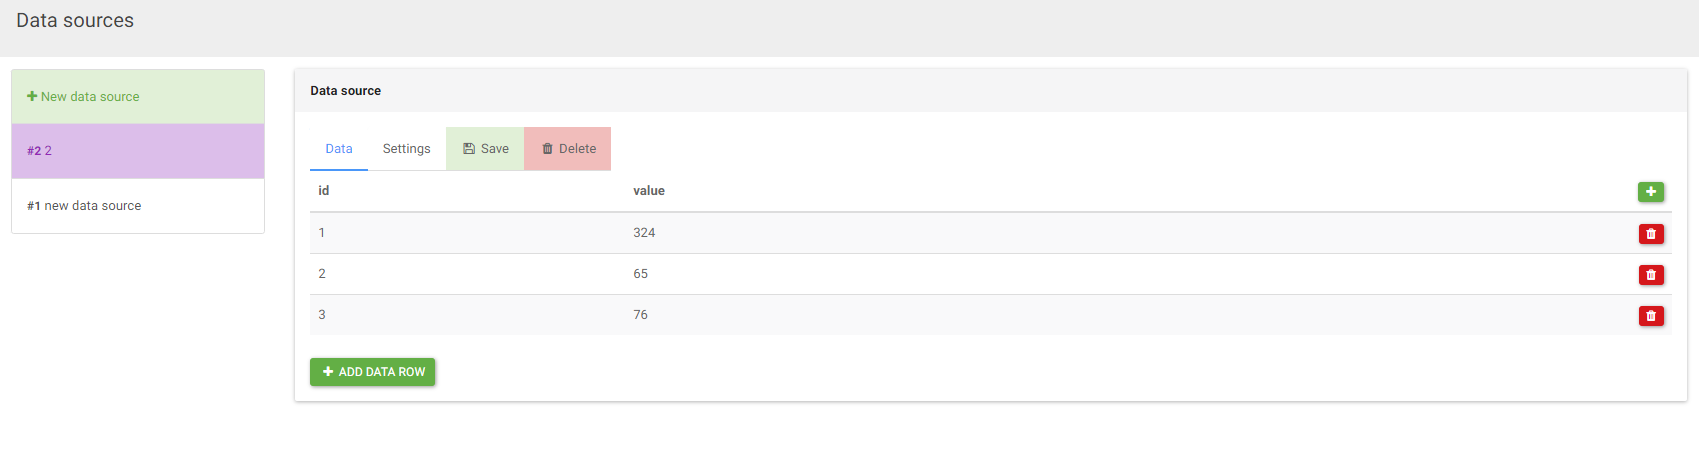 Data sources
New data source
#2 2
#1 new data source
Data source
Data Settings Save Delete
id value
1 324
2 65
3 76
ADD DATA ROW